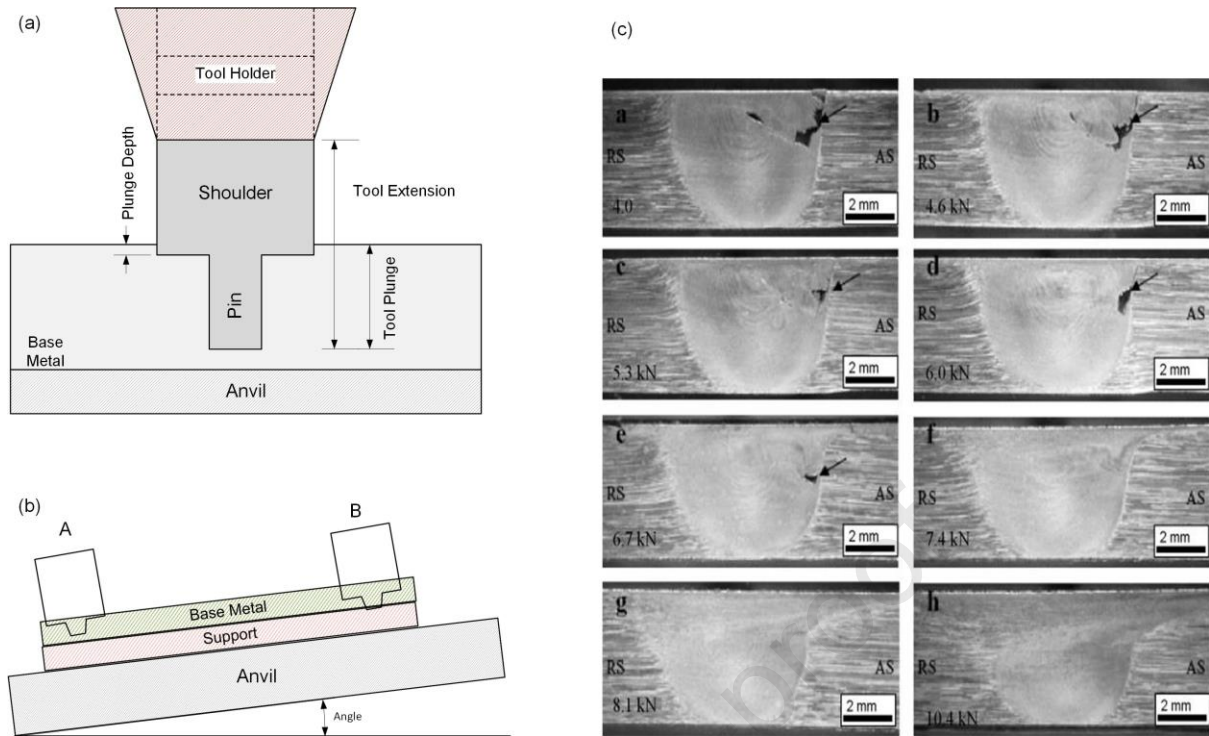 (a)
Tool Holder
Plunge Depth
Shoulder
Tool Extension
Pin
Tool Plunge
Base
Metal
Anvil
(b)
A
B
Base Metal
Support
Anvil
Angle
(c)
a
RS
AS
4.0
2 mm
b
RS
AS
4.6 kN
2 mm
c
RS
AS
5.3 kN
2 mm
d
RS
AS
6.0 kN
2 mm
e
RS
AS
6.7 kN
2 mm
f
RS
AS
7.4 kN
2 mm
g
RS
AS
8.1 kN
2 mm
h
RS
AS
10.4 kN
2 mm